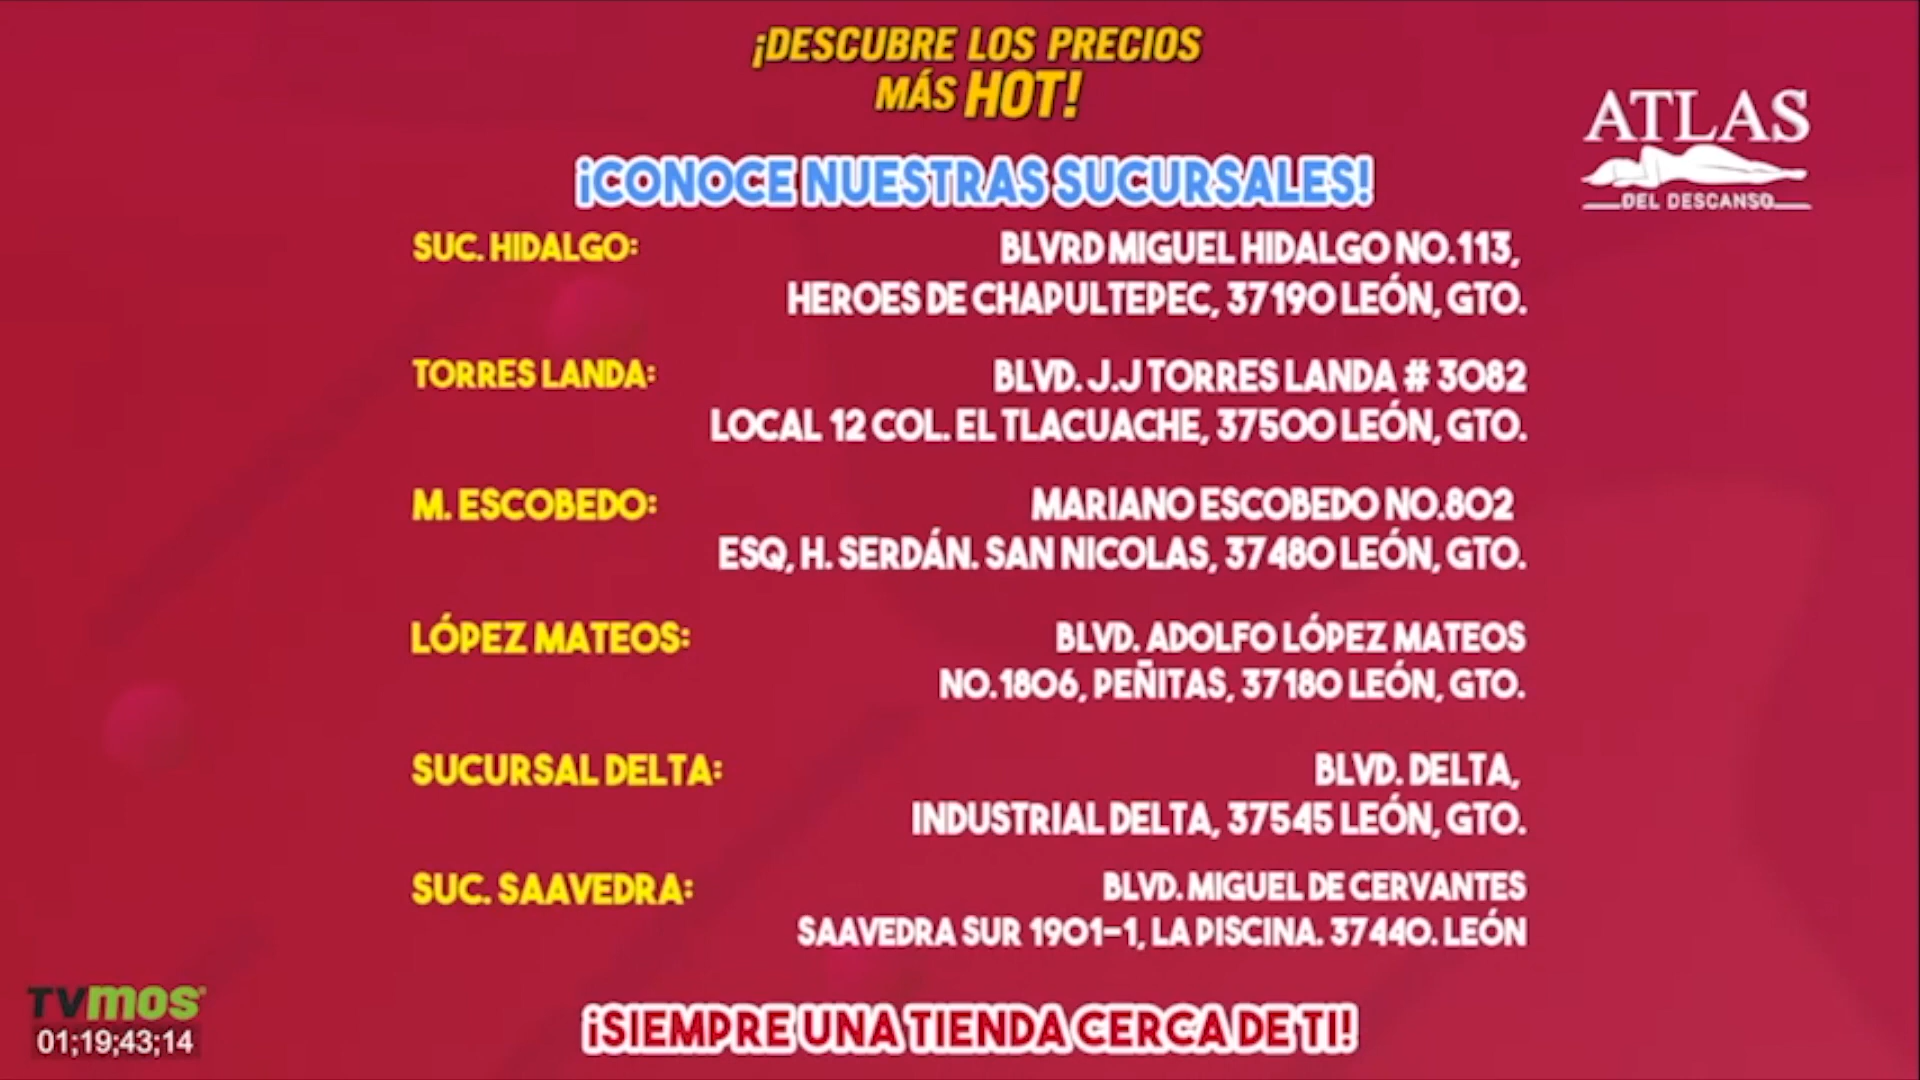 ¡DESCUBRE LOS PRECIOS
MÁS HOT!
ATLAS
DEL DESCANSO
¡CONOCE NUESTRAS SUCURSALES!
SUC. HIDALGO:
BLVRD MIGUEL HIDALGO NO.113,
HEROES DE CHAPULTEPEC, 37190 LEÓN, GTO.
TORRES LANDA:
BLVD. J.J TORRES LANDA # 3082
LOCAL 12 COL. EL TLACUACHE, 37500 LEÓN, GTO.
M. ESCOBEDO:
MARIANO ESCOBEDO NO.802
ESQ, H. SERDÁN. SAN NICOLAS, 37480 LEÓN, GTO.
LÓPEZ MATEOS:
BLVD. ADOLFO LÓPEZ MATEOS
NO.1806, PEÑITAS, 37180 LEÓN, GTO.
SUCURSAL DELTA:
BLVD. DELTA,
INDUSTRIAL DELTA, 37545 LEÓN, GTO.
SUC. SAAVEDRA:
BLVD. MIGUEL DE CERVANTES
SAAVEDRA SUR 1901-1, LA PISCINA. 37440. LEÓN
¡SIEMPRE UNA TIENDA CERCA DE TI!
TVMOS
01;19;43;14